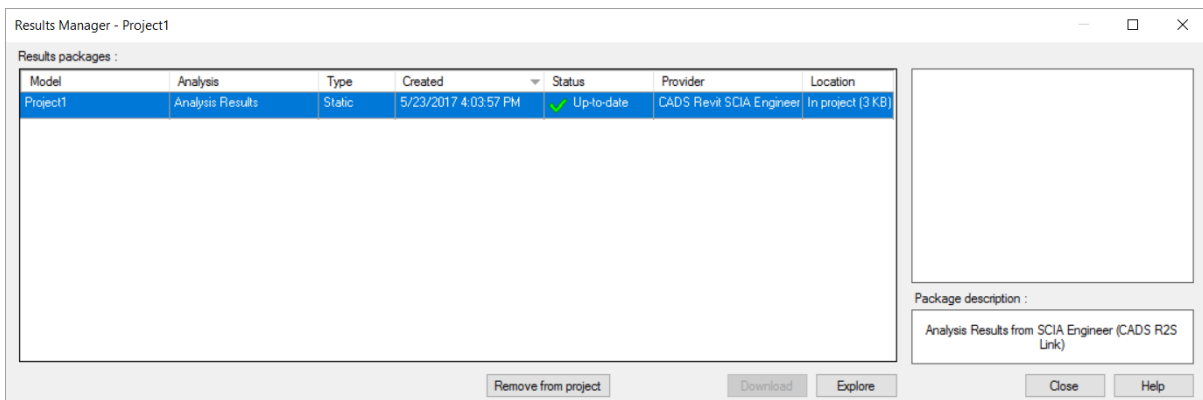 Results Manager - Project1
Results packages :
Model Analysis Type Created Status Provider Location
Project1 Analysis Results Static 5/23/2017 4:03:57 PM Up-to-date CADS Revit SCIA Engineer In project (3 KB)
Package description :
Analysis Results from SCIA Engineer (CADS R2S
Link)
Remove from project Download Explore Close Help